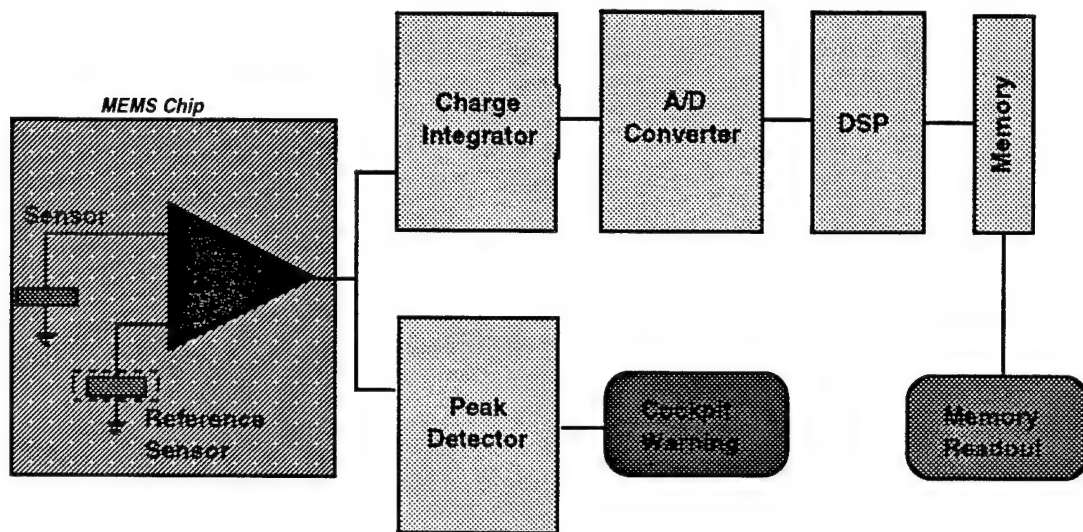 MEMS Chip
Sensor
Reference
Sensor
Charge
Integrator
A/D
Converter
DSP
Memory
Peak
Detector
Cockpit
Warning
Memory
Readout